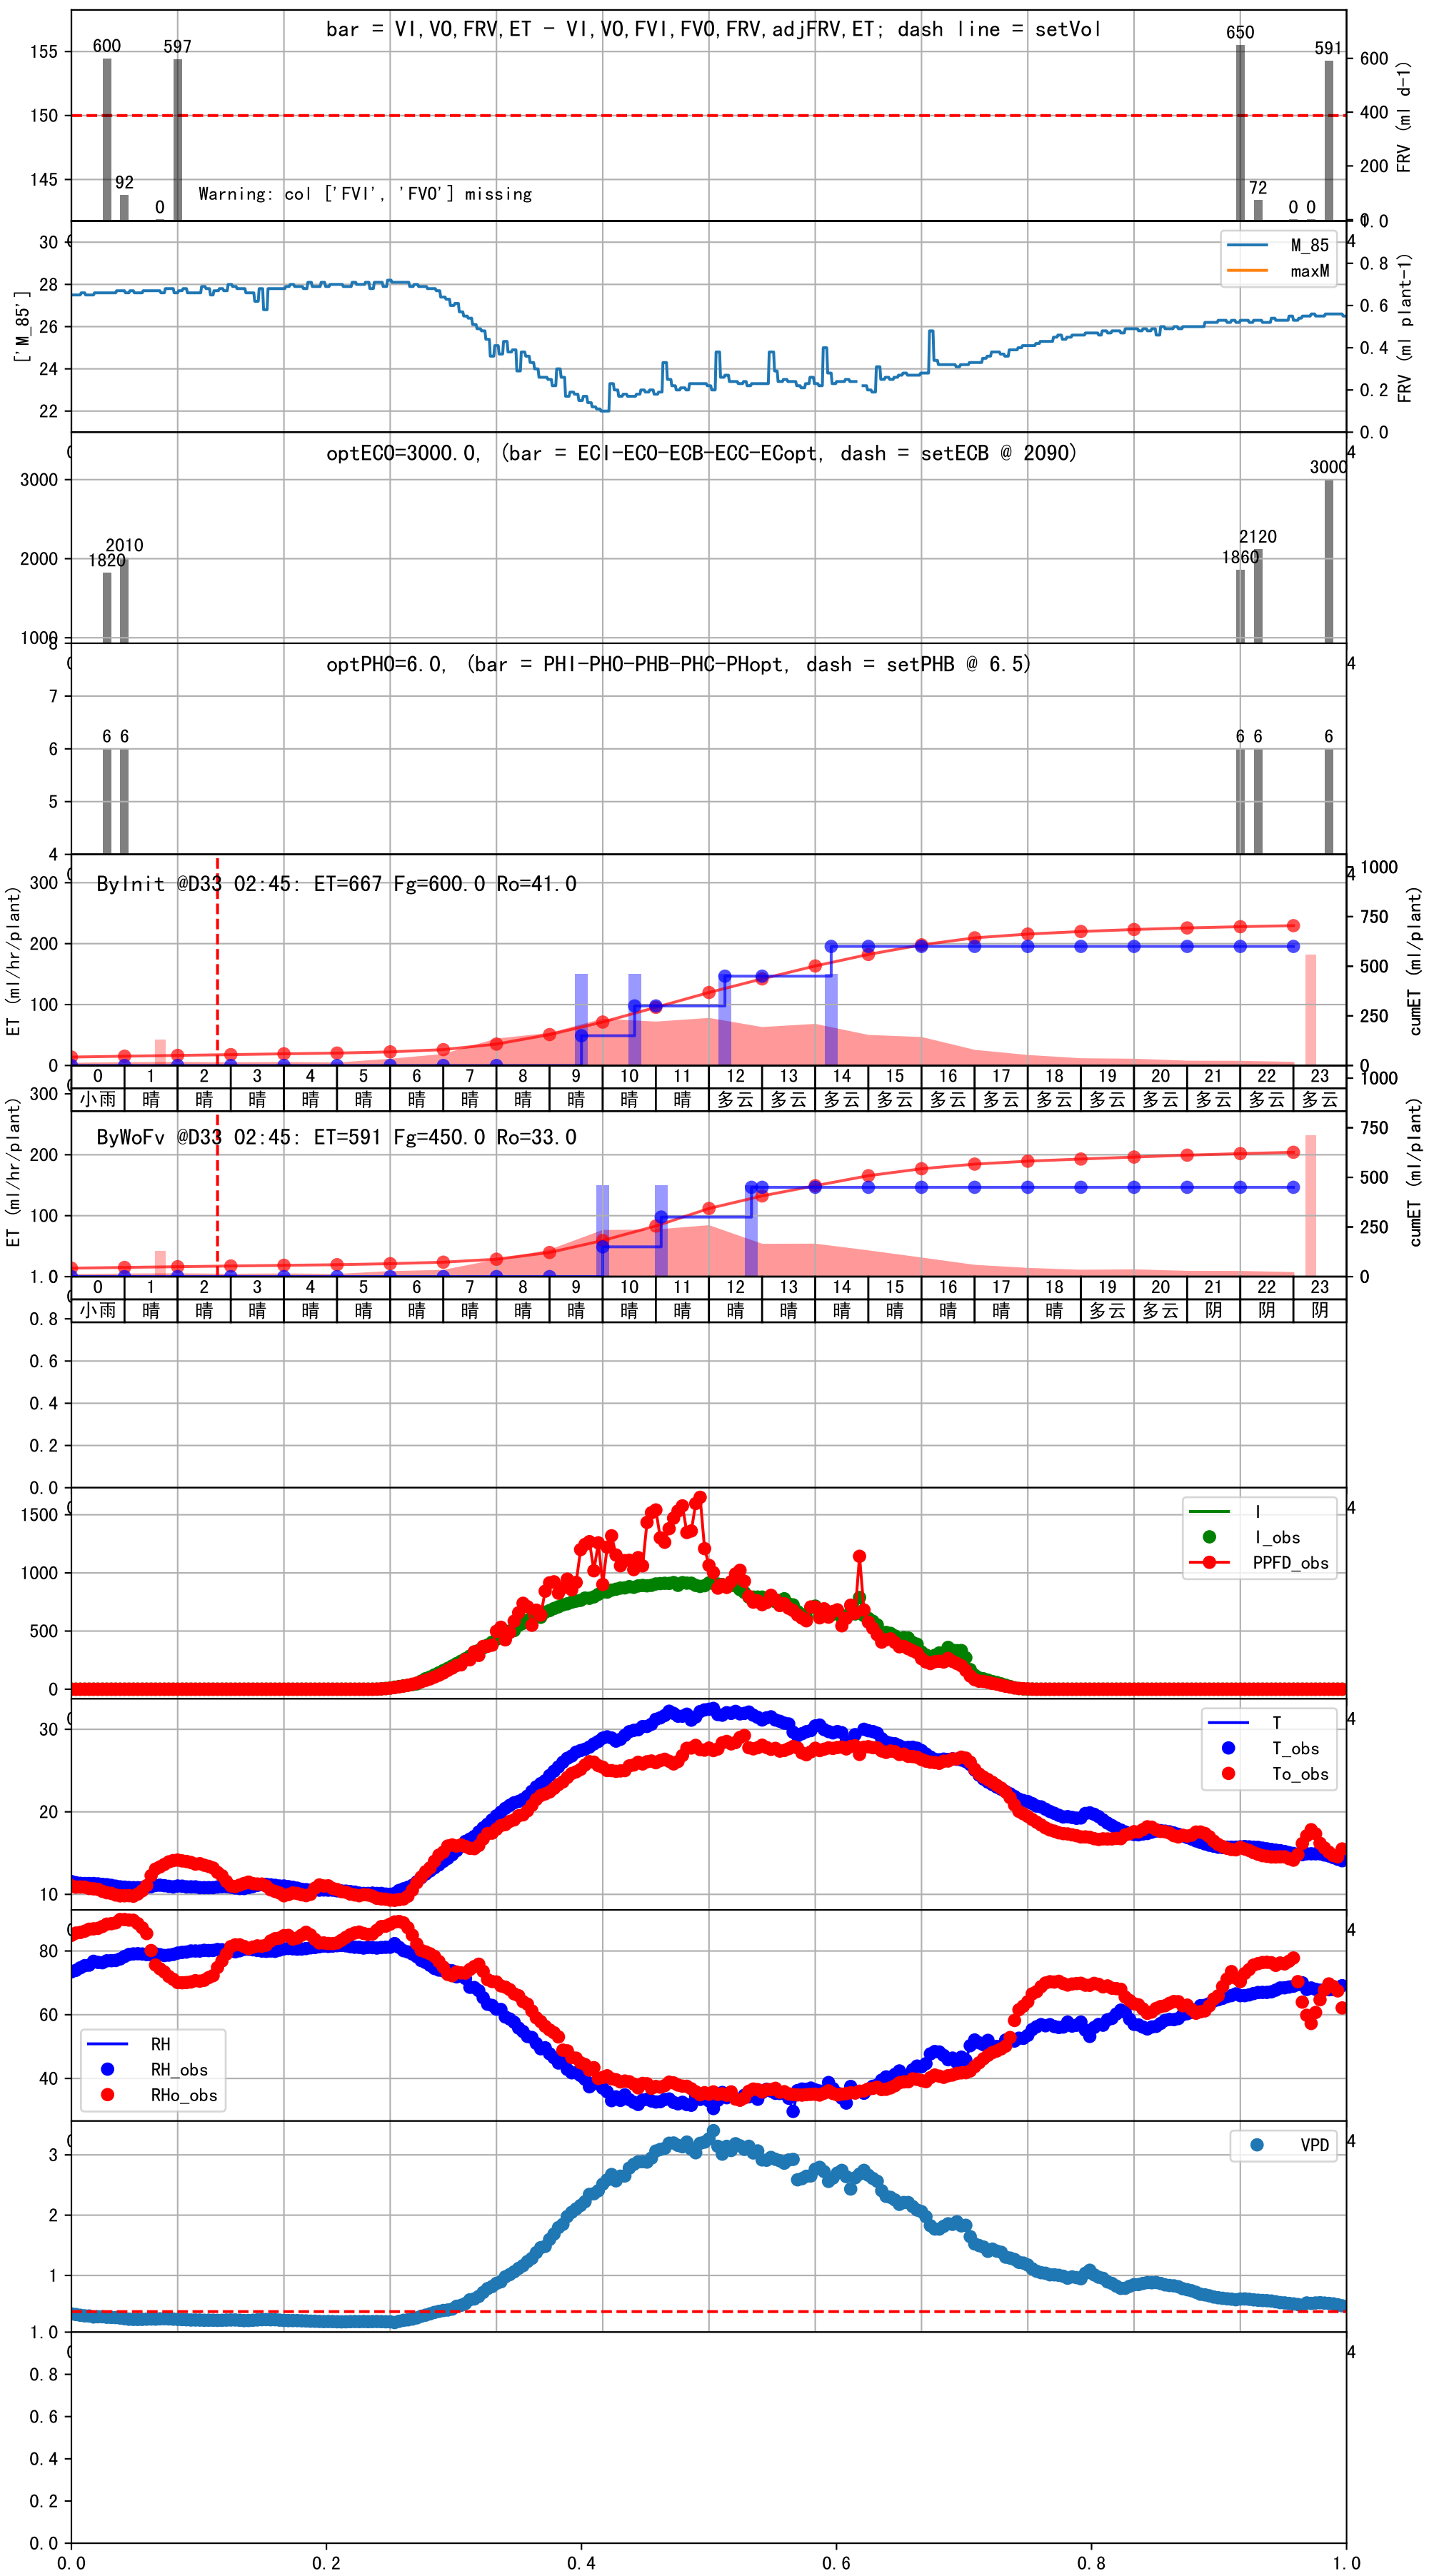 bar = VI,VO,FRV,ET - VI,VO,FVI,FVO,FRV,adjFRV,ET; dash line = setVol
600 597 650 591
155 600
150 400
FRV (ml d-1)
145 92 72 200
0 0 0
Warning: col ['FVI', 'FVO'] missing
0.0
30 4
28 0.8
26 0.6
24 0.4
22 0.2
0.0
['M_85']
FRV (ml plant-1)
M_85
maxM
optECO=3000.0, (bar = ECI-ECO-ECB-ECC-ECopt, dash = setECB @ 2090)
4
3000 3000
2000
1000
1820 2010 1860 2120
optPHO=6.0, (bar = PHI-PHO-PHB-PHC-PHopt, dash = setPHB @ 6.5)
8 4
7
6
5
4
6 6 6 6 6
ByInit @D33 02:45: ET=667 Fg=600.0 Ro=41.0
ET (ml/hr/plant)
300
200
100
0
1000
750
500
250
0
cumET (ml/plant)
0 1 2 3 4 5 6 7 8 9 10 11 12 13 14 15 16 17 18 19 20 21 22 23
小雨 晴 晴 晴 晴 晴 晴 晴 晴 晴 晴 晴 多云 多云 多云 多云 多云 多云 多云 多云 多云 多云 多云 多云
ByWoFv @D33 02:45: ET=591 Fg=450.0 Ro=33.0
ET (ml/hr/plant)
300
200
100
1000
750
500
250
0
cumET (ml/plant)
0 1 2 3 4 5 6 7 8 9 10 11 12 13 14 15 16 17 18 19 20 21 22 23
小雨 晴 晴 晴 晴 晴 晴 晴 晴 晴 晴 晴 晴 晴 晴 晴 晴 晴 晴 多云 多云 阴 阴 阴
1.0
0.8
0.6
0.4
0.2
0.0
4
1500
1000
500
0
I
I_obs
PPFD_obs
4
30
20
10
T
T_obs
To_obs
4
80
60
40
RH
RH_obs
RHo_obs
4
3
2
1
VPD
4
1.0
0.8
0.6
0.4
0.2
0.0
0.0 0.2 0.4 0.6 0.8 1.0